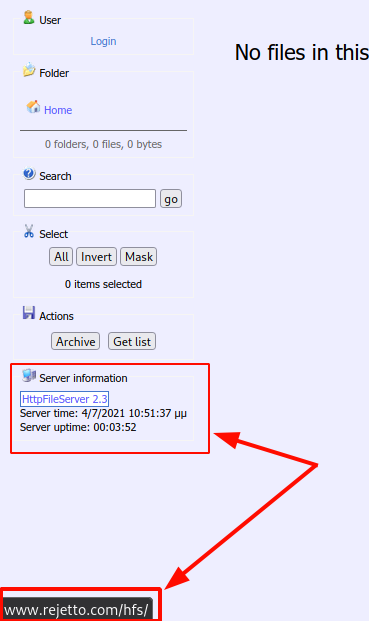 User
Login
No files in this
Folder
Home
0 folders, 0 files, 0 bytes
Search
go
Select
All Invert Mask
0 items selected
Actions
Archive Get list
Server information
HttpFileServer 2.3
Server time: 4/7/2021 10:51:37 μμ
Server uptime: 00:03:52
www.rejetto.com/hfs/